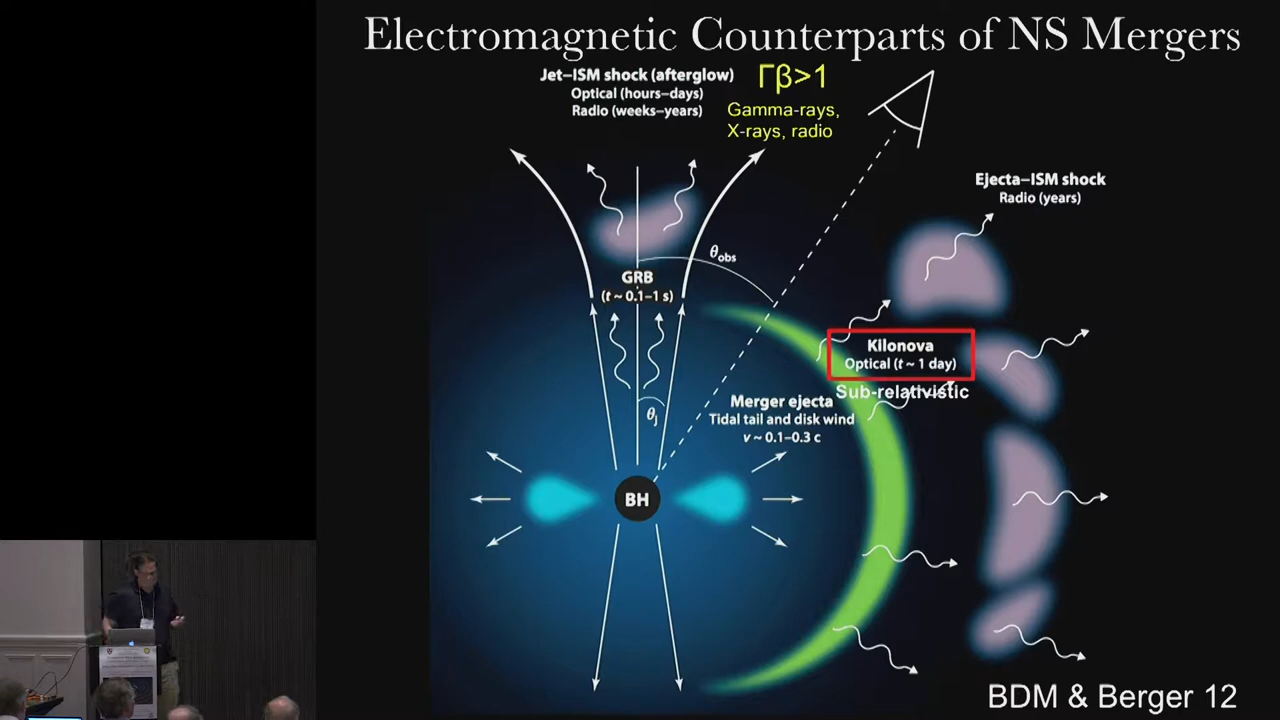 Electromagnetic Counterparts of NS Mergers
Jet–ISM shock (afterglow)
Optical (hours–days)
Radio (weeks–years)
Γβ>1
Gamma-rays,
X-rays, radio
Ejecta–ISM shock
Radio (years)
θobs
GRB
(t ~ 0.1–1 s)
Kilonova
Optical (t ~ 1 day)
Sub-relativistic
θj
Merger ejecta
Tidal tail and disk wind
v ~ 0.1–0.3 c
BH
BDM & Berger 12